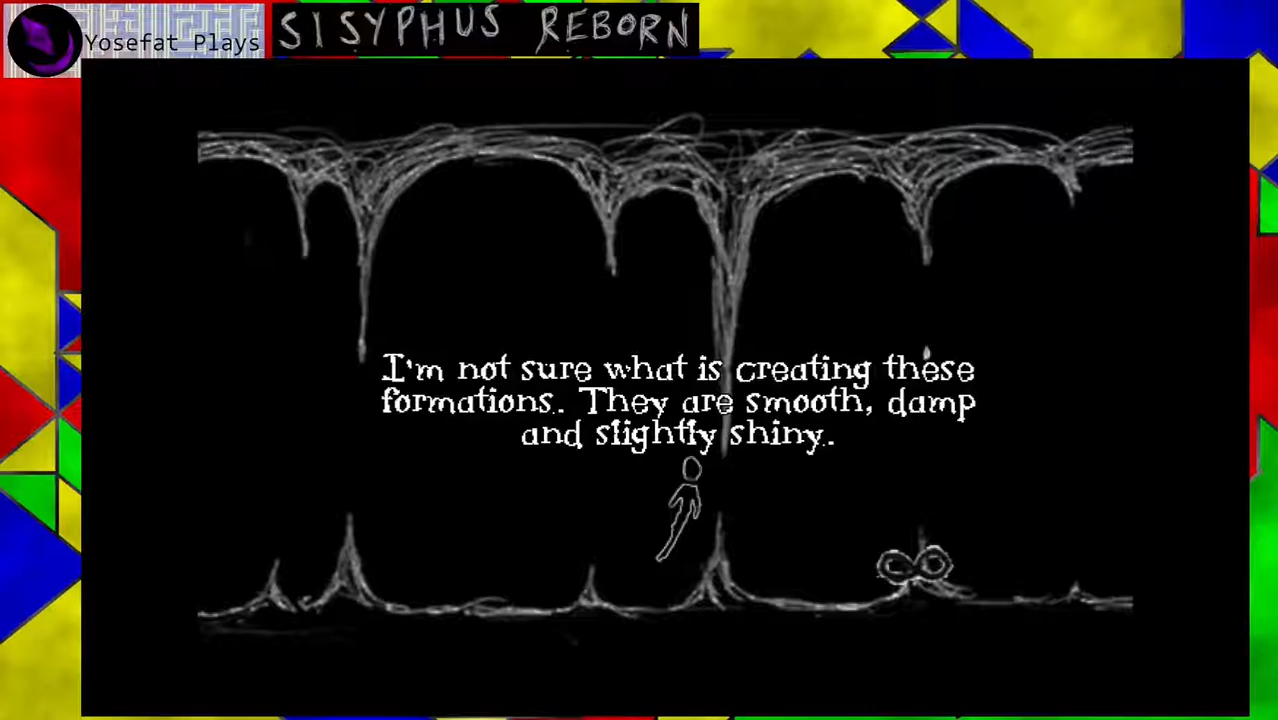 Yosefat Plays
SISYPHUS REBORN
I'm not sure what is creating these
formations. They are smooth, damp
and slightly shiny.